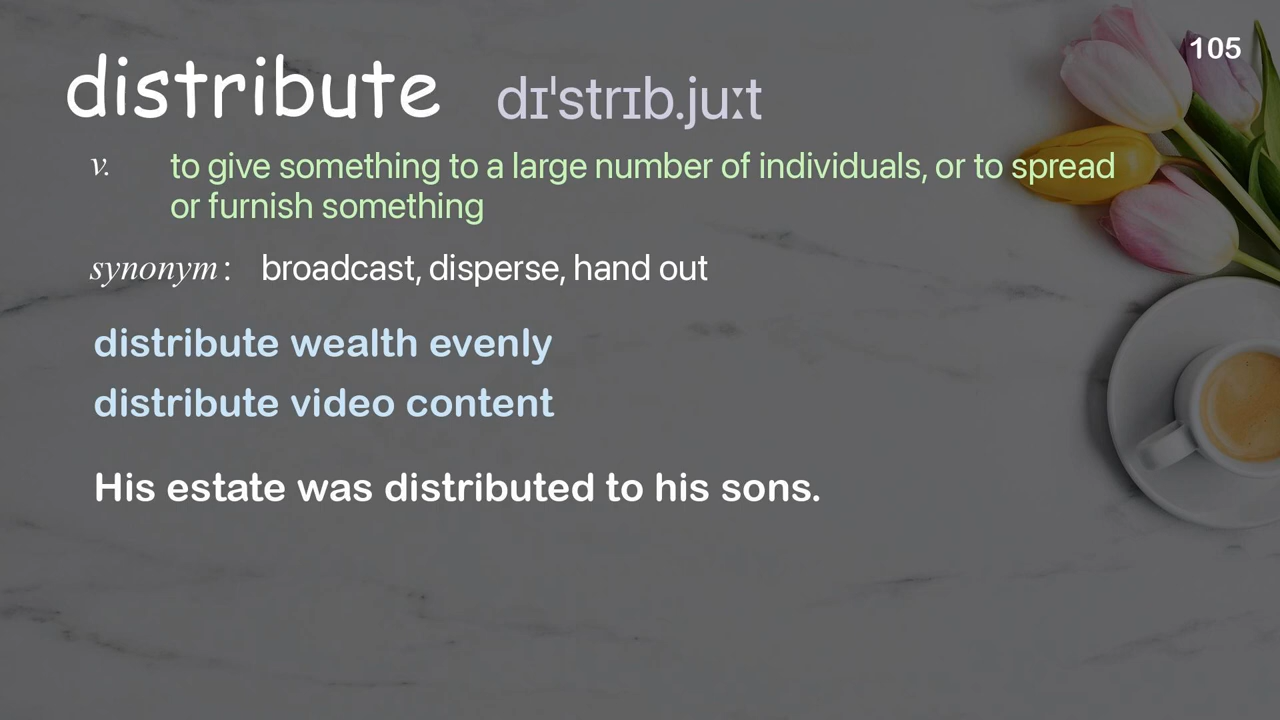 105
distribute dɪˈstrɪb.juːt
v. to give something to a large number of individuals, or to spread
or furnish something
synonym : broadcast, disperse, hand out
distribute wealth evenly
distribute video content
His estate was distributed to his sons.